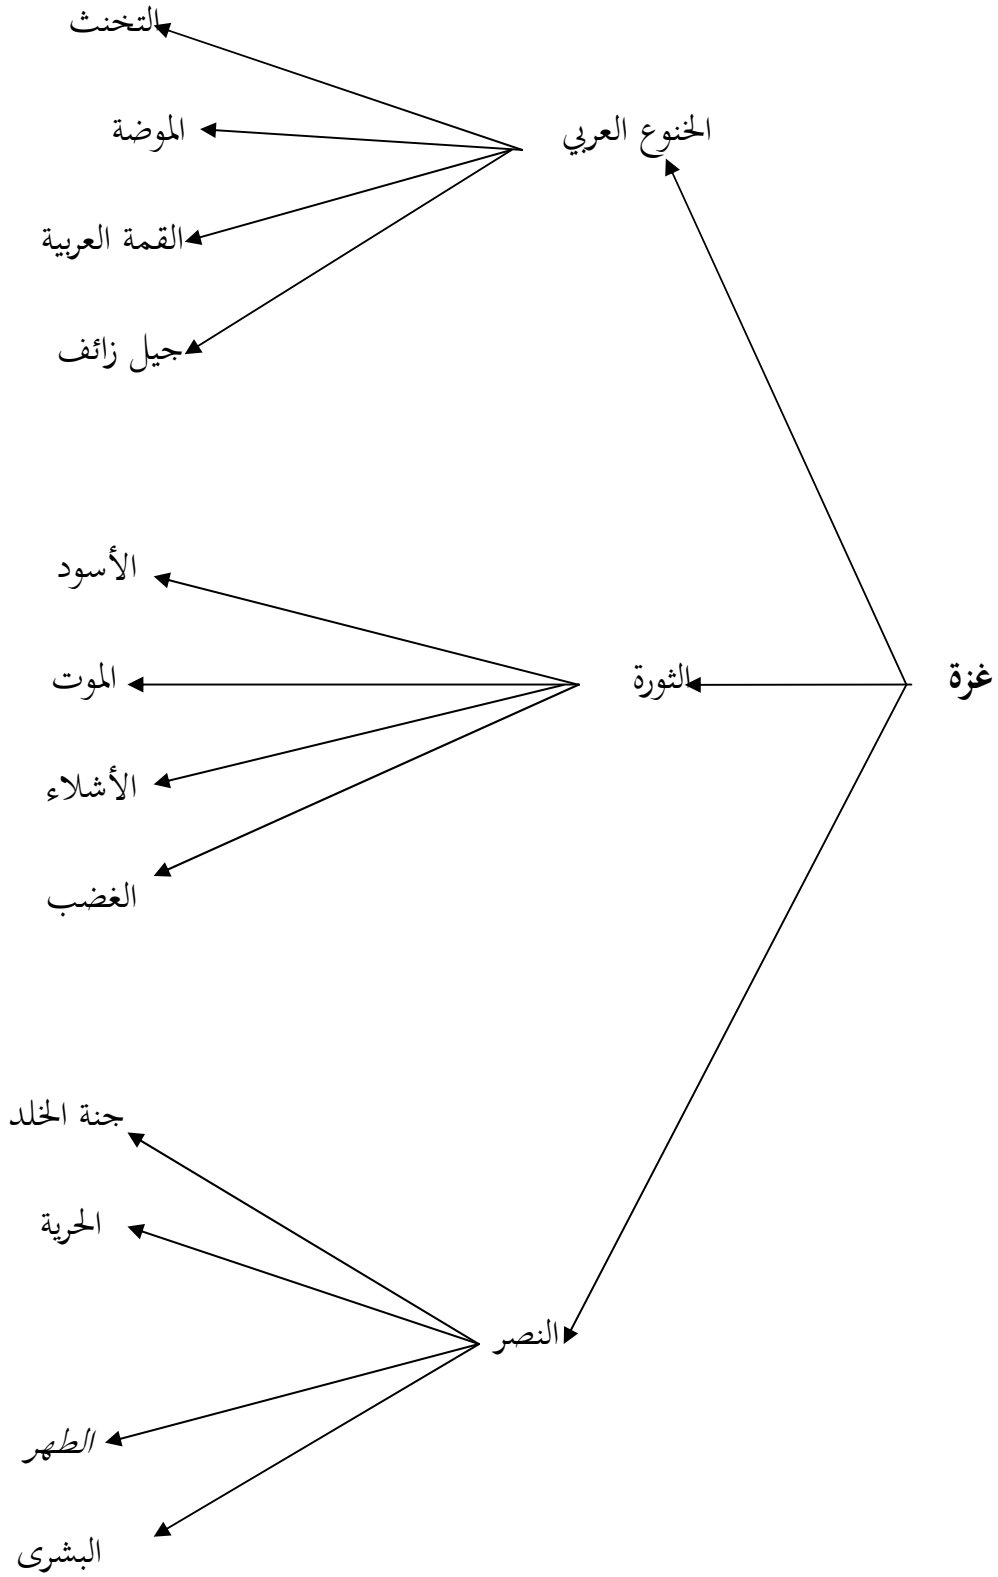 التخنث
الموضة
الخنوع العربي
القمة العربية
جيل زائف
الأسود
غزة
الثورة
الموت
الأشلاء
الغضب
جنة الخلد
الحرية
النصر
الطهر
البشرى